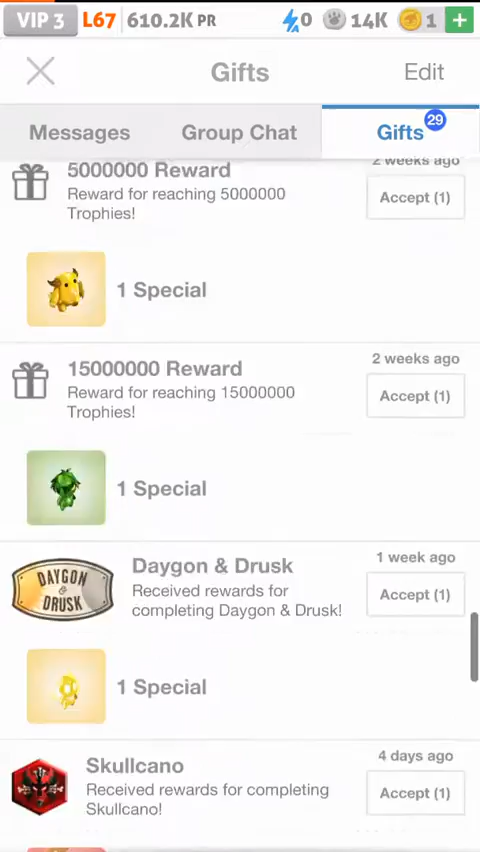 VIP 3 L67 610.2K PR 0 14K 1 +
Gifts Edit
Messages Group Chat Gifts 29
5000000 Reward 2 weeks ago
Reward for reaching 5000000
Trophies!
Accept (1)
1 Special
15000000 Reward 2 weeks ago
Reward for reaching 15000000
Trophies!
Accept (1)
1 Special
DAYGON
&
DRUSK
Daygon & Drusk 1 week ago
Received rewards for
completing Daygon & Drusk!
Accept (1)
1 Special
Skullcano 4 days ago
Received rewards for completing
Skullcano!
Accept (1)